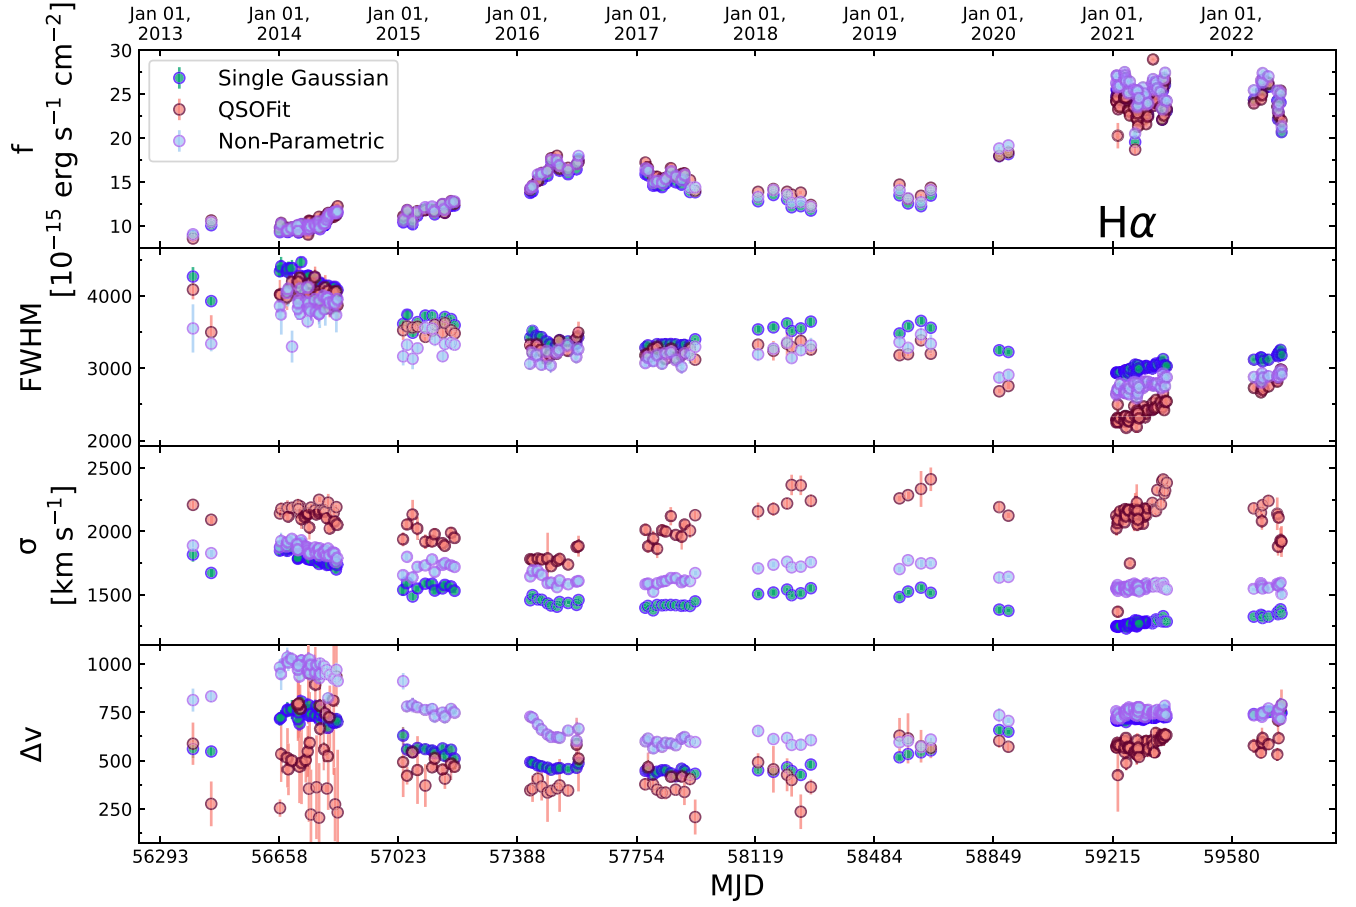 Jan 01, Jan 01, Jan 01, Jan 01, Jan 01, Jan 01, Jan 01, Jan 01, Jan 01, Jan 01,
2013 2014 2015 2016 2017 2018 2019 2020 2021 2022
f
[10⁻¹⁵ erg s⁻¹ cm⁻²]
30
25
20
15
10
Single Gaussian
QSOFit
Non-Parametric
Hα
FWHM
4000
3000
2000
σ
[km s⁻¹]
2500
2000
1500
Δv
1000
750
500
250
56293 56658 57023 57388 57754 58119 58484 58849 59215 59580
MJD